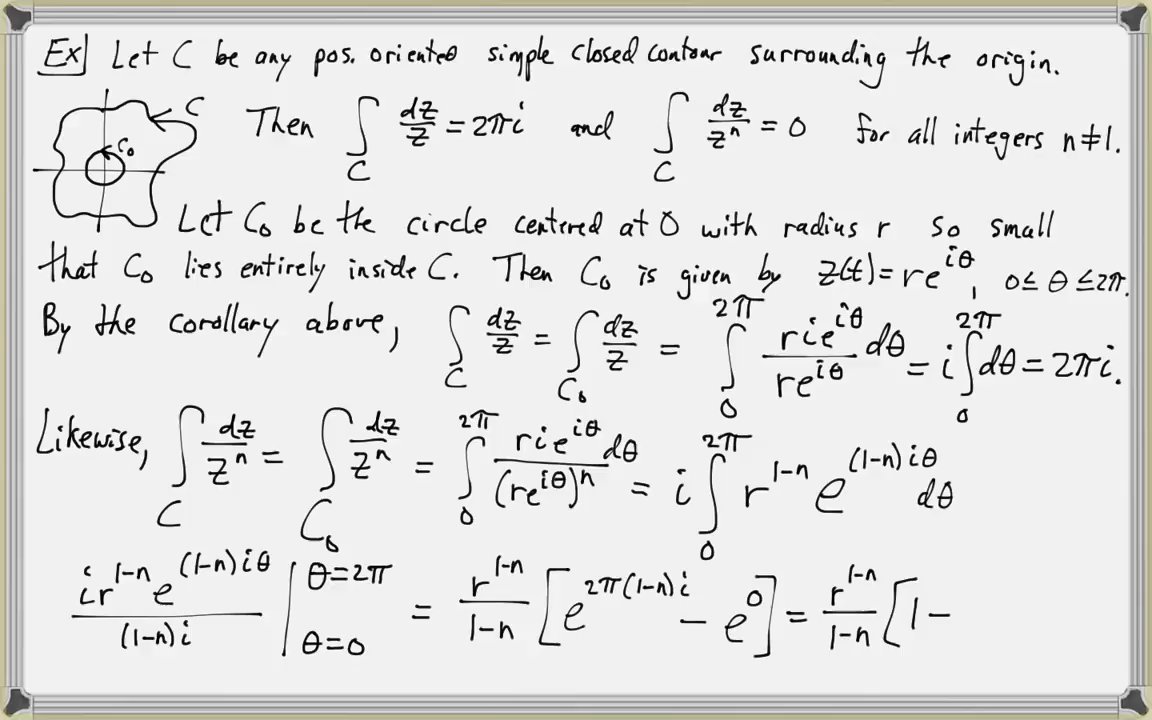 Ex Let C be any pos. oriented simple closed contour surrounding the origin.
C C₀
Then ∫_C dz/z = 2πi and ∫_C dz/zⁿ = 0 for all integers n≠1.
Let C₀ be the circle centered at 0 with radius r so small
that C₀ lies entirely inside C. Then C₀ is given by z(t) = re^{iθ}, 0≤θ≤2π.
By the corollary above, ∫_C dz/z = ∫_{C₀} dz/z = ∫_0^{2π} rie^{iθ}/re^{iθ} dθ = i∫_0^{2π} dθ = 2πi.
Likewise, ∫_C dz/zⁿ = ∫_{C₀} dz/zⁿ = ∫_0^{2π} rie^{iθ}/(re^{iθ})ⁿ dθ = i∫_0^{2π} r^{1-n} e^{(1-n)iθ} dθ
ir^{1-n}e^{(1-n)iθ}/(1-n)i |_{θ=0}^{θ=2π} = r^{1-n}/1-n [e^{2π(1-n)i} - e^0] = r^{1-n}/1-n [1-